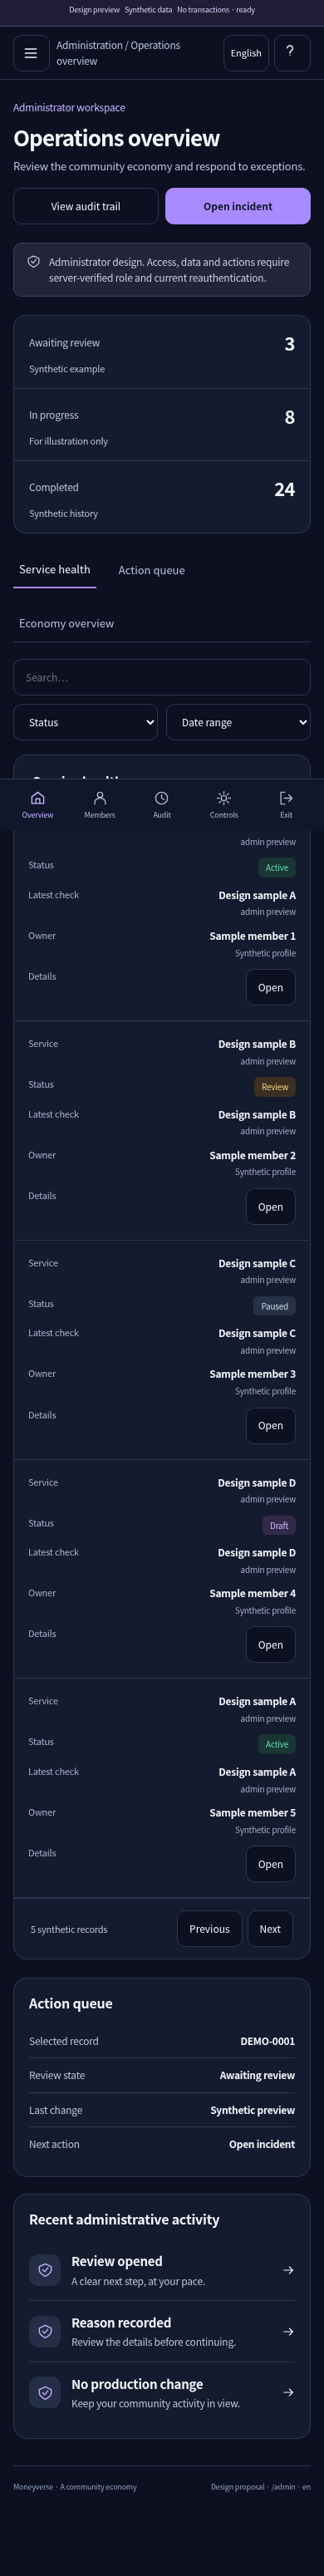 Design preview Synthetic data No transactions · ready
Administration / Operations
overview
English
?
Administrator workspace
Operations overview
Review the community economy and respond to exceptions.
View audit trail
Open incident
Administrator design. Access, data and actions require
server-verified role and current reauthentication.
Awaiting review
3
Synthetic example
In progress
8
For illustration only
Completed
24
Synthetic history
Service health
Action queue
Economy overview
Search...
Status
Date range
Overview
Members
Audit
Controls
Exit
admin preview
Status
Active
Latest check
Design sample A
admin preview
Owner
Sample member 1
Synthetic profile
Details
Open
Service
Design sample B
admin preview
Status
Review
Latest check
Design sample B
admin preview
Owner
Sample member 2
Synthetic profile
Details
Open
Service
Design sample C
admin preview
Status
Paused
Latest check
Design sample C
admin preview
Owner
Sample member 3
Synthetic profile
Details
Open
Service
Design sample D
admin preview
Status
Draft
Latest check
Design sample D
admin preview
Owner
Sample member 4
Synthetic profile
Details
Open
Service
Design sample A
admin preview
Status
Active
Latest check
Design sample A
admin preview
Owner
Sample member 5
Synthetic profile
Details
Open
5 synthetic records
Previous
Next
Action queue
Selected record
DEMO-0001
Review state
Awaiting review
Last change
Synthetic preview
Next action
Open incident
Recent administrative activity
Review opened
A clear next step, at your pace.
Reason recorded
Review the details before continuing.
No production change
Keep your community activity in view.
Moneyverse · A community economy
Design proposal · /admin · en